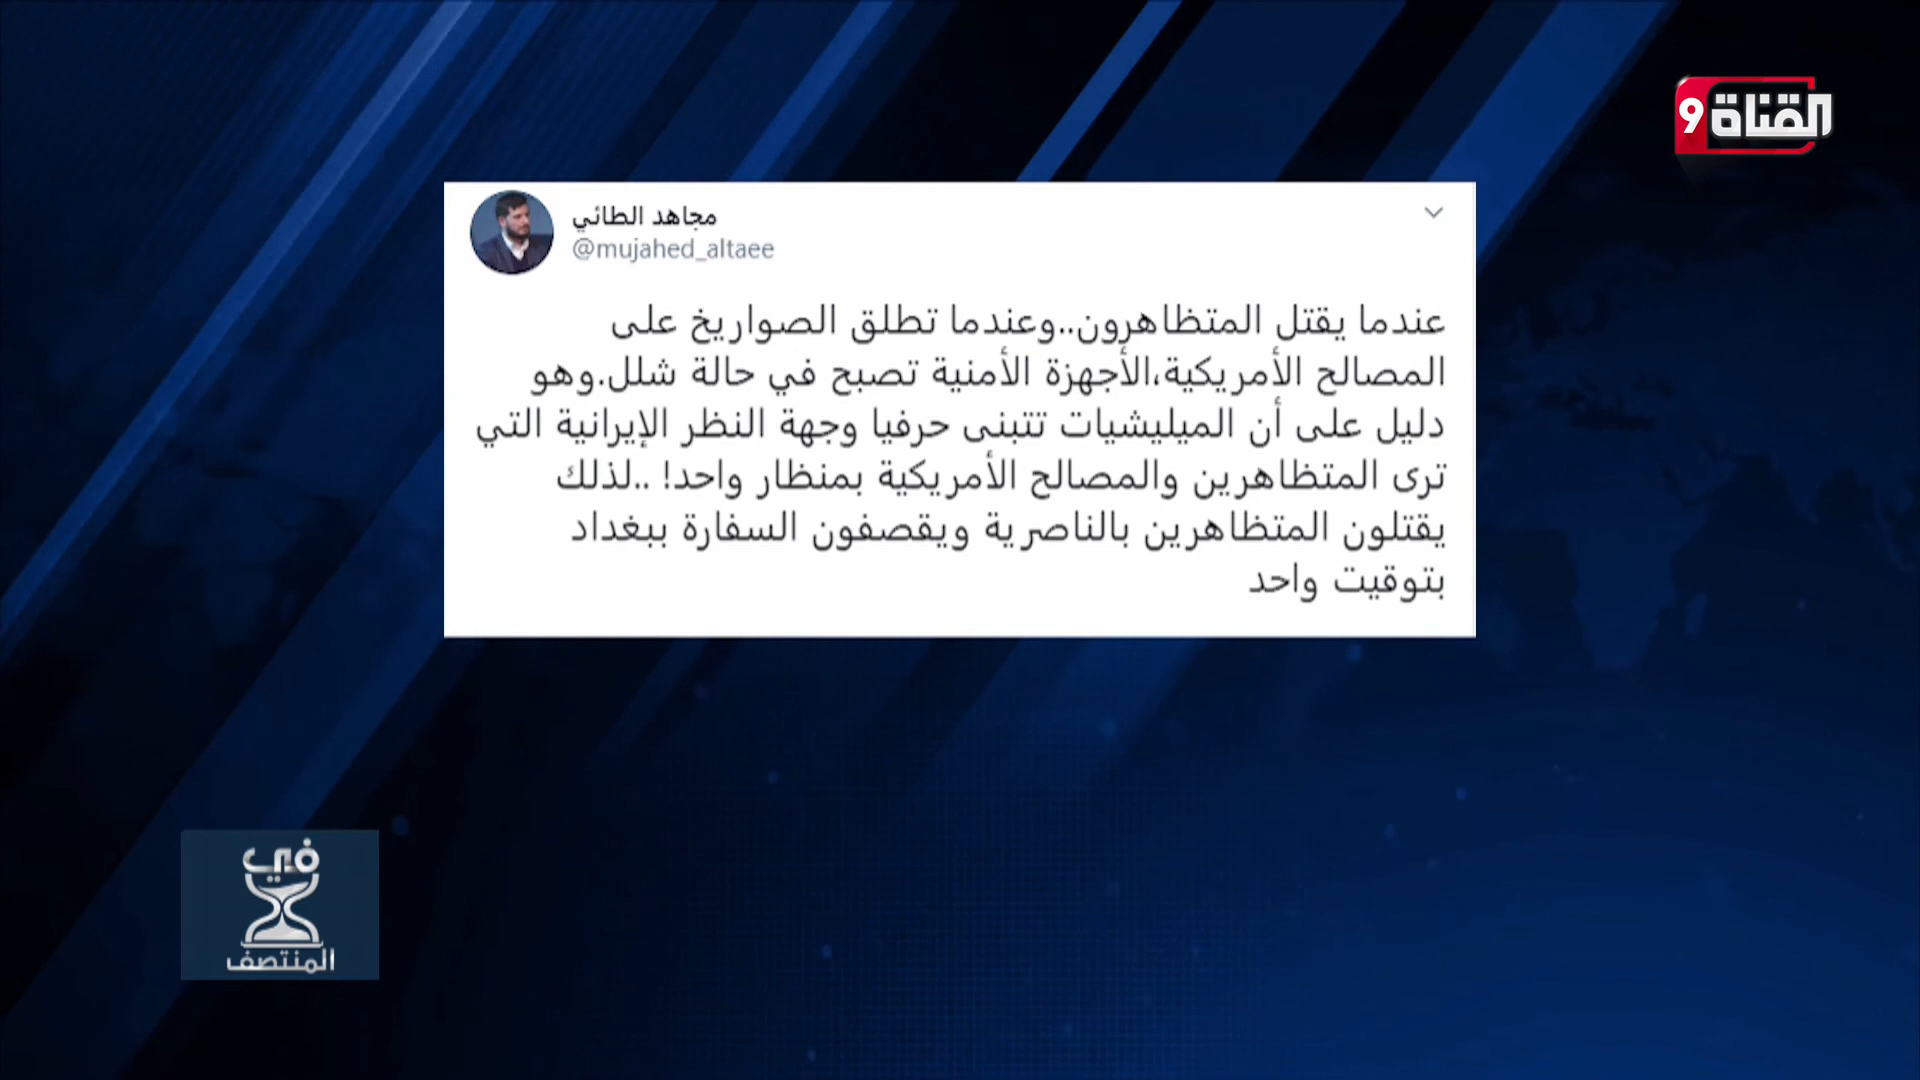 القناة 9
مجاهد الطائي
@mujahed_altaee
عندما يقتل المتظاهرون..وعندما تطلق الصواريخ على
المصالح الأمريكية،الأجهزة الأمنية تصبح في حالة شلل.وهو
دليل على أن الميليشيات تتبنى حرفيا وجهة النظر الإيرانية التي
ترى المتظاهرين والمصالح الأمريكية بمنظار واحد! ..لذلك
يقتلون المتظاهرين بالناصرية ويقصفون السفارة ببغداد
بتوقيت واحد
في
المنتصف